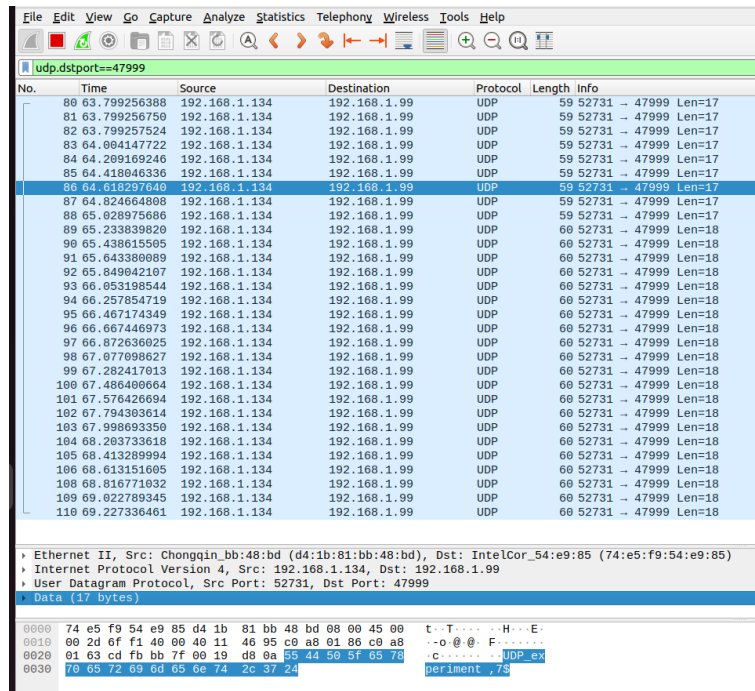 File Edit View Go Capture Analyze Statistics Telephony Wireless Tools Help
udp.dstport==47999
No. Time Source Destination Protocol Length Info
80 63.799256388 192.168.1.134 192.168.1.99 UDP 59 52731 → 47999 Len=17
81 63.799256750 192.168.1.134 192.168.1.99 UDP 59 52731 → 47999 Len=17
82 63.799257524 192.168.1.134 192.168.1.99 UDP 59 52731 → 47999 Len=17
83 64.004147722 192.168.1.134 192.168.1.99 UDP 59 52731 → 47999 Len=17
84 64.209169246 192.168.1.134 192.168.1.99 UDP 59 52731 → 47999 Len=17
85 64.418046336 192.168.1.134 192.168.1.99 UDP 59 52731 → 47999 Len=17
86 64.618297640 192.168.1.134 192.168.1.99 UDP 59 52731 → 47999 Len=17
87 64.824664808 192.168.1.134 192.168.1.99 UDP 59 52731 → 47999 Len=17
88 65.028975686 192.168.1.134 192.168.1.99 UDP 59 52731 → 47999 Len=17
89 65.233839820 192.168.1.134 192.168.1.99 UDP 60 52731 → 47999 Len=18
90 65.438615505 192.168.1.134 192.168.1.99 UDP 60 52731 → 47999 Len=18
91 65.643380089 192.168.1.134 192.168.1.99 UDP 60 52731 → 47999 Len=18
92 65.849042107 192.168.1.134 192.168.1.99 UDP 60 52731 → 47999 Len=18
93 66.053198544 192.168.1.134 192.168.1.99 UDP 60 52731 → 47999 Len=18
94 66.257854719 192.168.1.134 192.168.1.99 UDP 60 52731 → 47999 Len=18
95 66.467174349 192.168.1.134 192.168.1.99 UDP 60 52731 → 47999 Len=18
96 66.667446973 192.168.1.134 192.168.1.99 UDP 60 52731 → 47999 Len=18
97 66.872636025 192.168.1.134 192.168.1.99 UDP 60 52731 → 47999 Len=18
98 67.077098627 192.168.1.134 192.168.1.99 UDP 60 52731 → 47999 Len=18
99 67.282417013 192.168.1.134 192.168.1.99 UDP 60 52731 → 47999 Len=18
100 67.486400664 192.168.1.134 192.168.1.99 UDP 60 52731 → 47999 Len=18
101 67.576426694 192.168.1.134 192.168.1.99 UDP 60 52731 → 47999 Len=18
102 67.794303614 192.168.1.134 192.168.1.99 UDP 60 52731 → 47999 Len=18
103 67.998693350 192.168.1.134 192.168.1.99 UDP 60 52731 → 47999 Len=18
104 68.203733618 192.168.1.134 192.168.1.99 UDP 60 52731 → 47999 Len=18
105 68.413289994 192.168.1.134 192.168.1.99 UDP 60 52731 → 47999 Len=18
106 68.613151605 192.168.1.134 192.168.1.99 UDP 60 52731 → 47999 Len=18
108 68.816771032 192.168.1.134 192.168.1.99 UDP 60 52731 → 47999 Len=18
109 69.022789345 192.168.1.134 192.168.1.99 UDP 60 52731 → 47999 Len=18
110 69.227336461 192.168.1.134 192.168.1.99 UDP 60 52731 → 47999 Len=18
Ethernet II, Src: Chongqin_bb:48:bd (d4:1b:81:bb:48:bd), Dst: IntelCor_54:e9:85 (74:e5:f9:54:e9:85)
Internet Protocol Version 4, Src: 192.168.1.134, Dst: 192.168.1.99
User Datagram Protocol, Src Port: 52731, Dst Port: 47999
Data (17 bytes)
0000 74 e5 f9 54 e9 85 d4 1b 81 bb 48 bd 08 00 45 00 t··T···· ··H···E·
0010 00 2d 6f f1 40 00 40 11 46 95 c0 a8 01 86 c0 a8 ·-o·@·@· F·······
0020 01 63 cd fb bb 7f 00 19 d8 0a 55 44 50 5f 65 78 ·c······ ··UDP_ex
0030 70 65 72 69 6d 65 6e 74 2c 37 24 periment ,7$